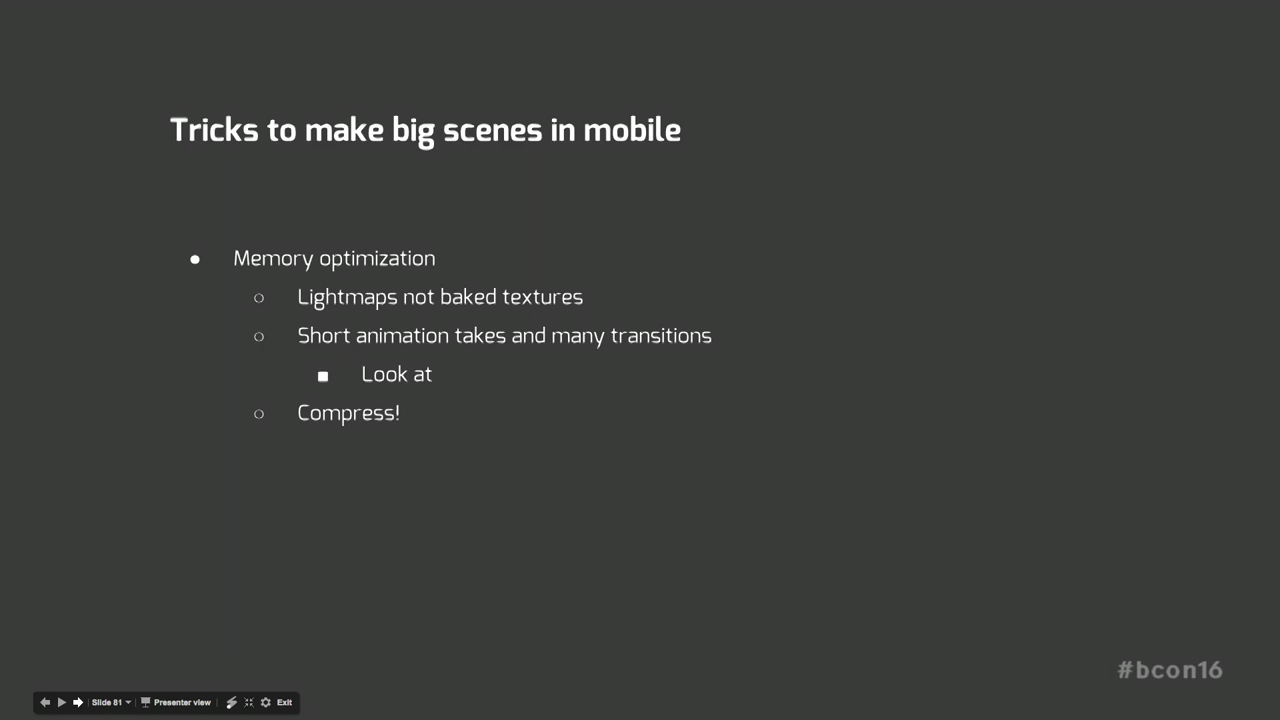 Tricks to make big scenes in mobile
● Memory optimization
○ Lightmaps not baked textures
○ Short animation takes and many transitions
■ Look at
○ Compress!
#bcon16
Slide 81 Presenter view Exit